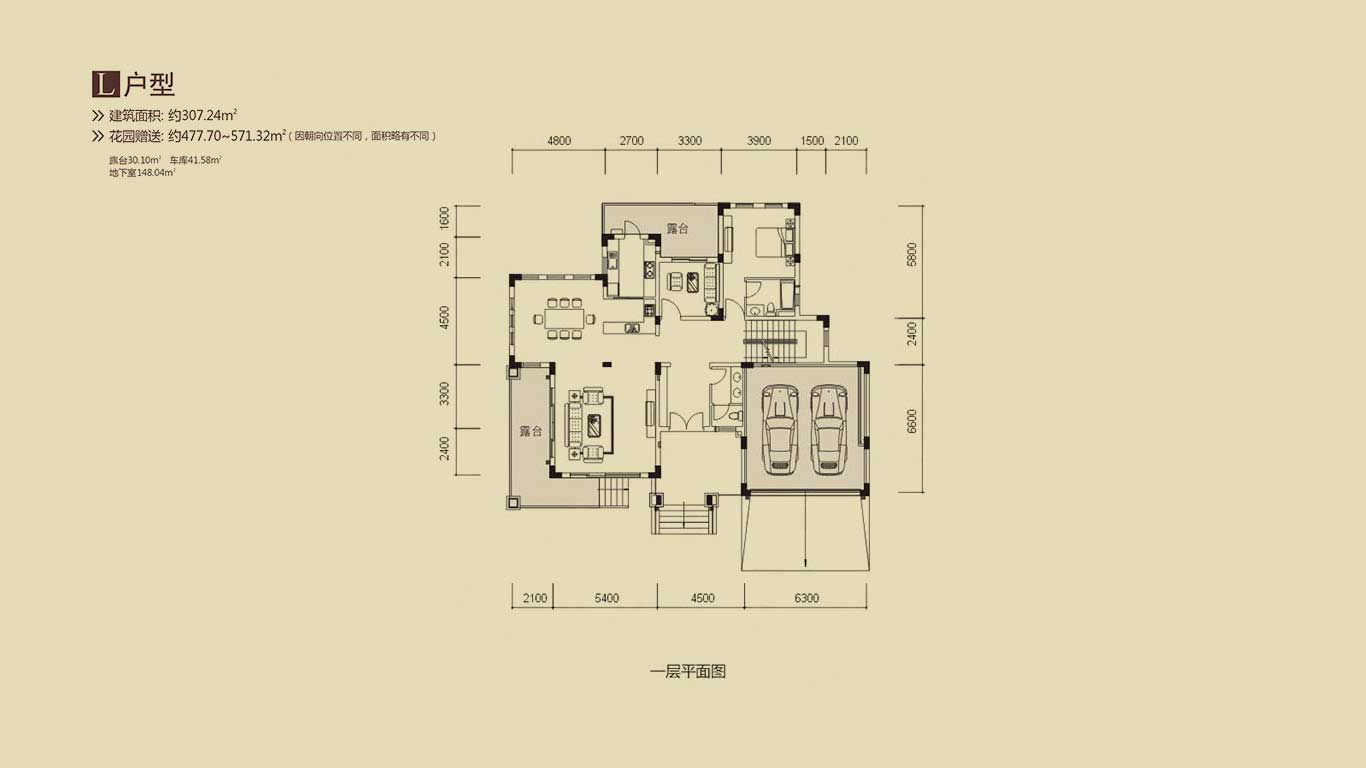 L户型
建筑面积: 约307.24m²
花园赠送: 约477.70~571.32m²(因朝向位置不同，面积略有不同)
露台30.10m² 车库41.58m²
地下室148.04m²
4800 2700 3300 3900 1500 2100
1600
2100
4500
3300
2400
露台
露台
5800
2400
6600
2100 5400 4500 6300
一层平面图